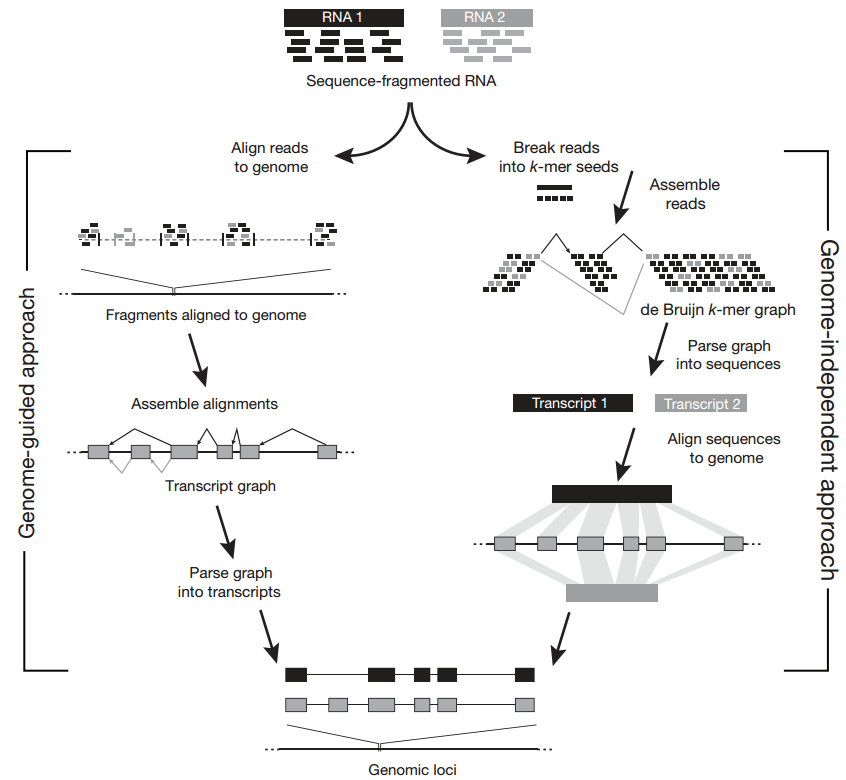 RNA 1
RNA 2
Sequence-fragmented RNA
Align reads
to genome
Break reads
into k-mer seeds
Assemble
reads
Genome-guided approach
Genome-independent approach
Fragments aligned to genome
de Bruijn k-mer graph
Parse graph
into sequences
Assemble alignments
Transcript 1
Transcript 2
Align sequences
to genome
Transcript graph
Parse graph
into transcripts
Genomic loci